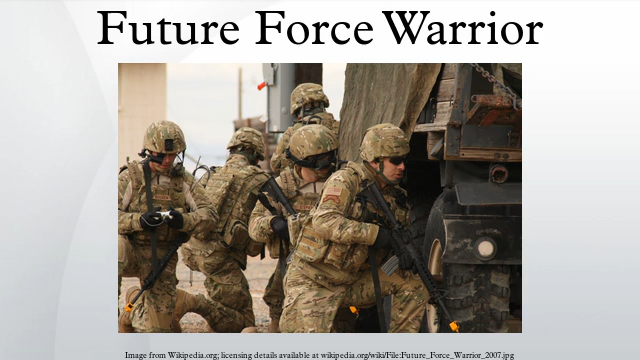 Future Force Warrior
Image from Wikipedia.org; licensing details available at wikipedia.org/wiki/File:Future_Force_Warrior_2007.jpg